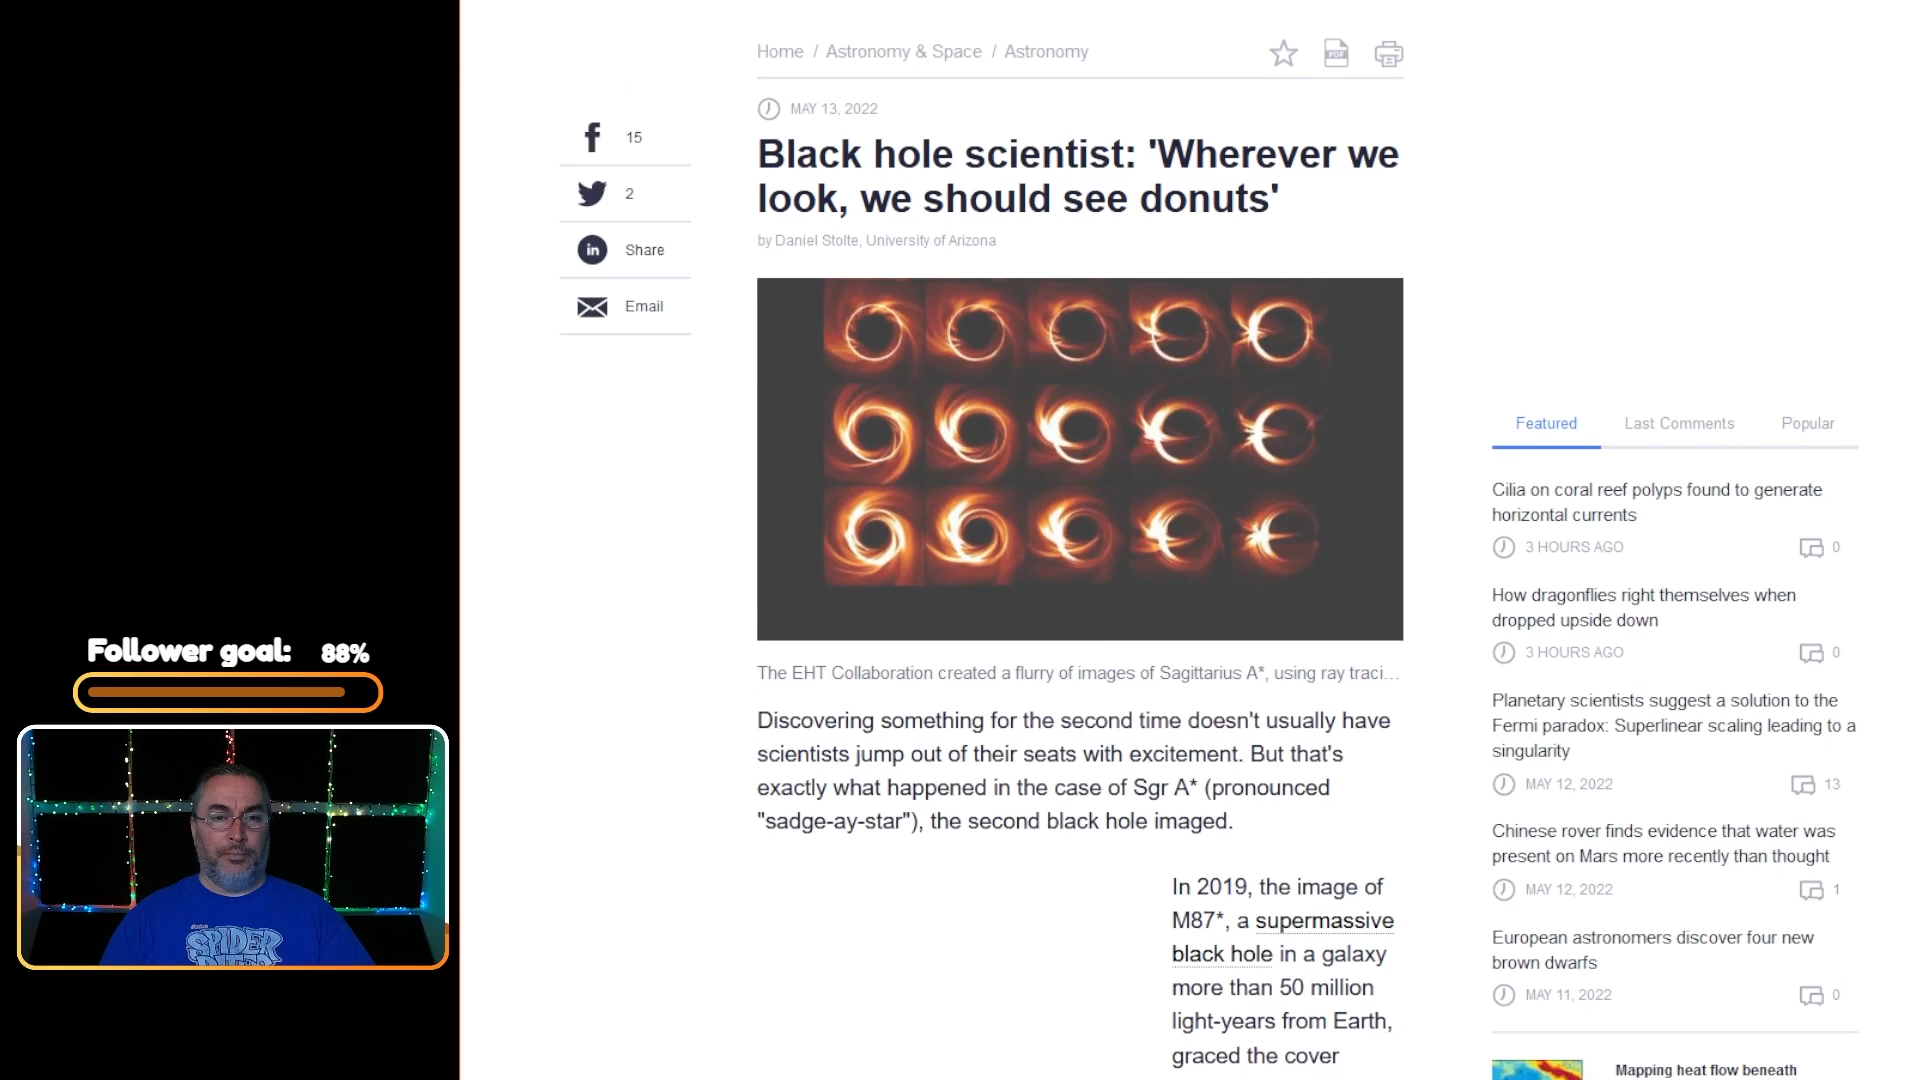 Home / Astronomy & Space / Astronomy
PDF
MAY 13, 2022
Black hole scientist: 'Wherever we
look, we should see donuts'
by Daniel Stolte, University of Arizona
15
2
in Share
Email
The EHT Collaboration created a flurry of images of Sagittarius A*, using ray traci...
Discovering something for the second time doesn't usually have
scientists jump out of their seats with excitement. But that's
exactly what happened in the case of Sgr A* (pronounced
"sadge-ay-star"), the second black hole imaged.
In 2019, the image of
M87*, a supermassive
black hole in a galaxy
more than 50 million
light-years from Earth,
graced the cover
Featured Last Comments Popular
Cilia on coral reef polyps found to generate
horizontal currents
3 HOURS AGO 0
How dragonflies right themselves when
dropped upside down
3 HOURS AGO 0
Planetary scientists suggest a solution to the
Fermi paradox: Superlinear scaling leading to a
singularity
MAY 12, 2022 13
Chinese rover finds evidence that water was
present on Mars more recently than thought
MAY 12, 2022 1
European astronomers discover four new
brown dwarfs
MAY 11, 2022 0
Mapping heat flow beneath
Follower goal: 88%
SPIDER